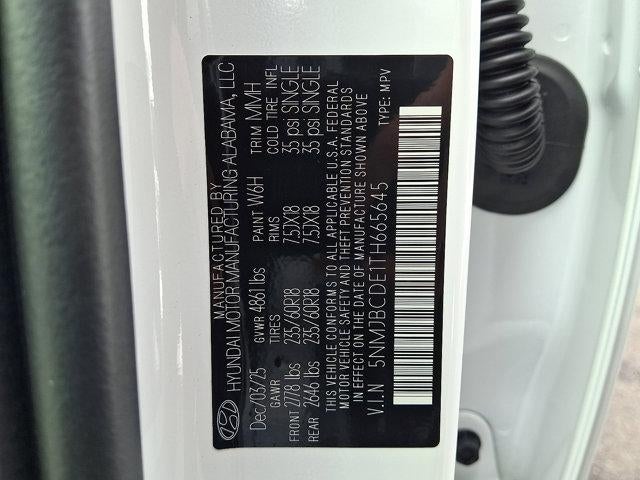 MANUFACTURED BY
HYUNDAI MOTOR MANUFACTURING ALABAMA, LLC
Dec/03/25 GVWR 4861 lbs PAINT W6H TRIM MMH
GAWR TIRES RIMS COLD TIRE INFL
FRONT 2778 lbs 235/60R18 7.5JX18 35 psi SINGLE
REAR 2646 lbs 235/60R18 7.5JX18 35 psi SINGLE
THIS VEHICLE CONFORMS TO ALL APPLICABLE U.S.A. FEDERAL
MOTOR VEHICLE SAFETY AND THEFT PREVENTION STANDARDS
IN EFFECT ON THE DATE OF MANUFACTURE SHOWN ABOVE
V.I.N 5NMJBCDE1TH665645 TYPE: MPV